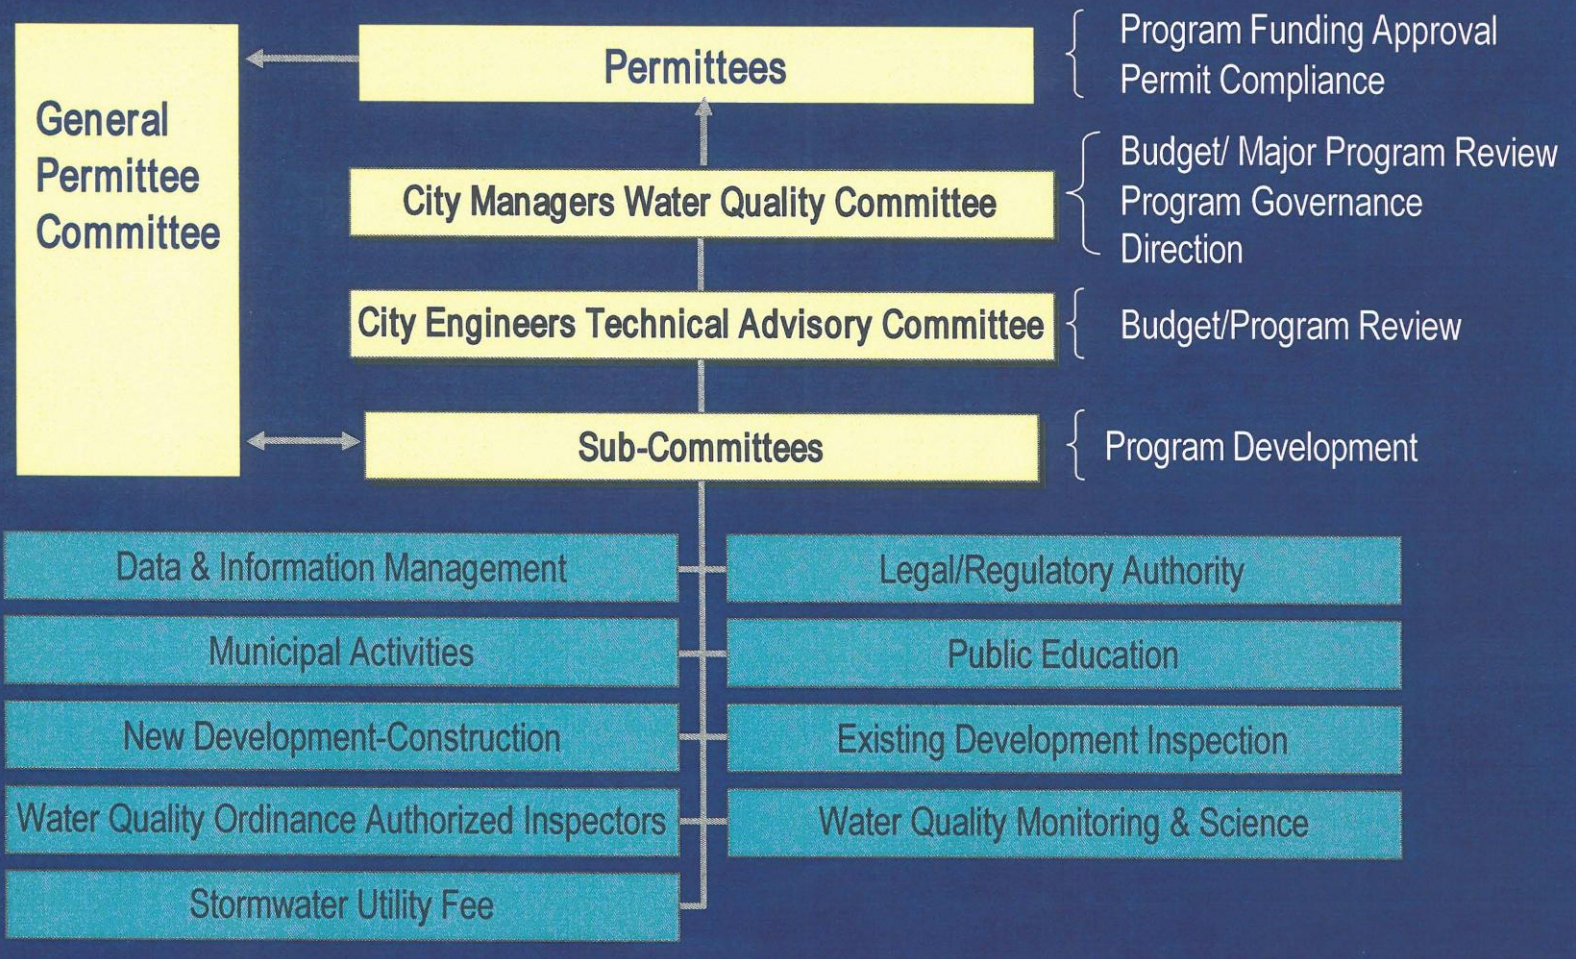 General
Permittee
Committee
Permittees
Program Funding Approval
Permit Compliance
City Managers Water Quality Committee
Budget/ Major Program Review
Program Governance
Direction
City Engineers Technical Advisory Committee
Budget/Program Review
Sub-Committees
Program Development
Data & Information Management
Legal/Regulatory Authority
Municipal Activities
Public Education
New Development-Construction
Existing Development Inspection
Water Quality Ordinance Authorized Inspectors
Water Quality Monitoring & Science
Stormwater Utility Fee